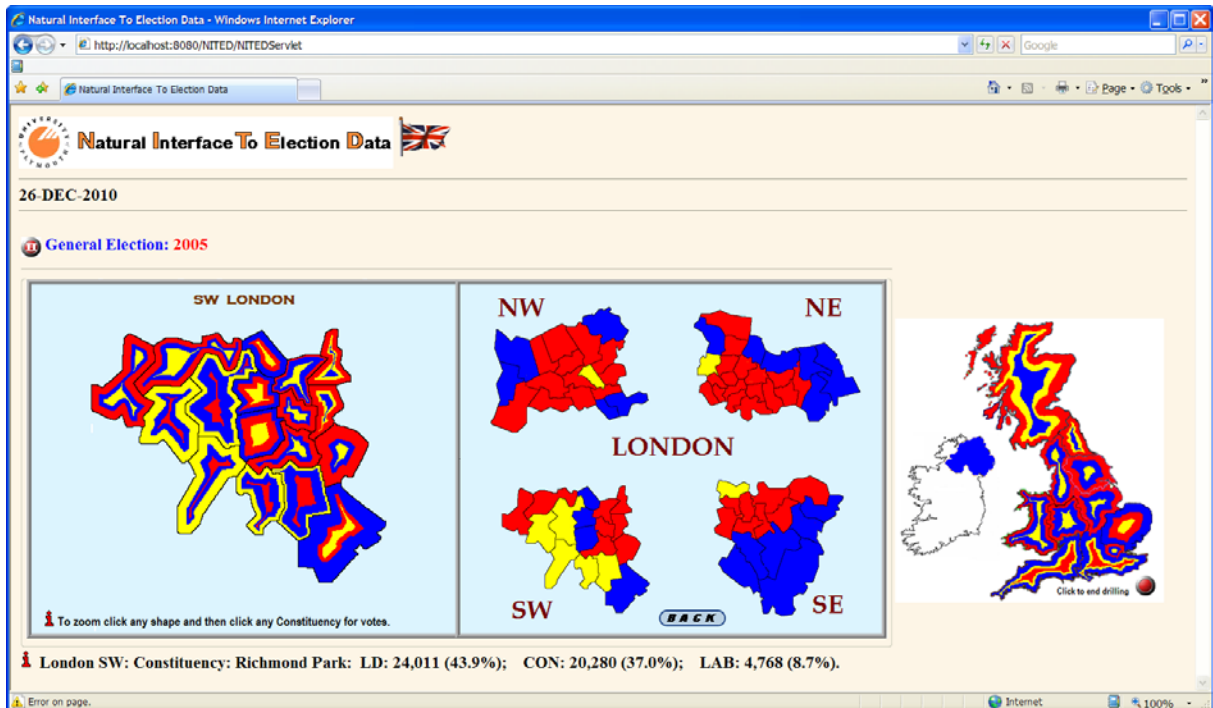 Natural Interface To Election Data - Windows Internet Explorer
http://localhost:8080/NITED/NITEDServlet
Google
Natural Interface To Election Data
Page
Tools
UNIVERSITY
PLYMOUTH
Natural Interface To Election Data
26-DEC-2010
General Election: 2005
SW LONDON
NW
NE
LONDON
SW
SE
BACK
To zoom click any shape and then click any Constituency for votes.
Click to end drilling
London SW: Constituency: Richmond Park: LD: 24,011 (43.9%); CON: 20,280 (37.0%); LAB: 4,768 (8.7%).
Error on page.
Internet
100%